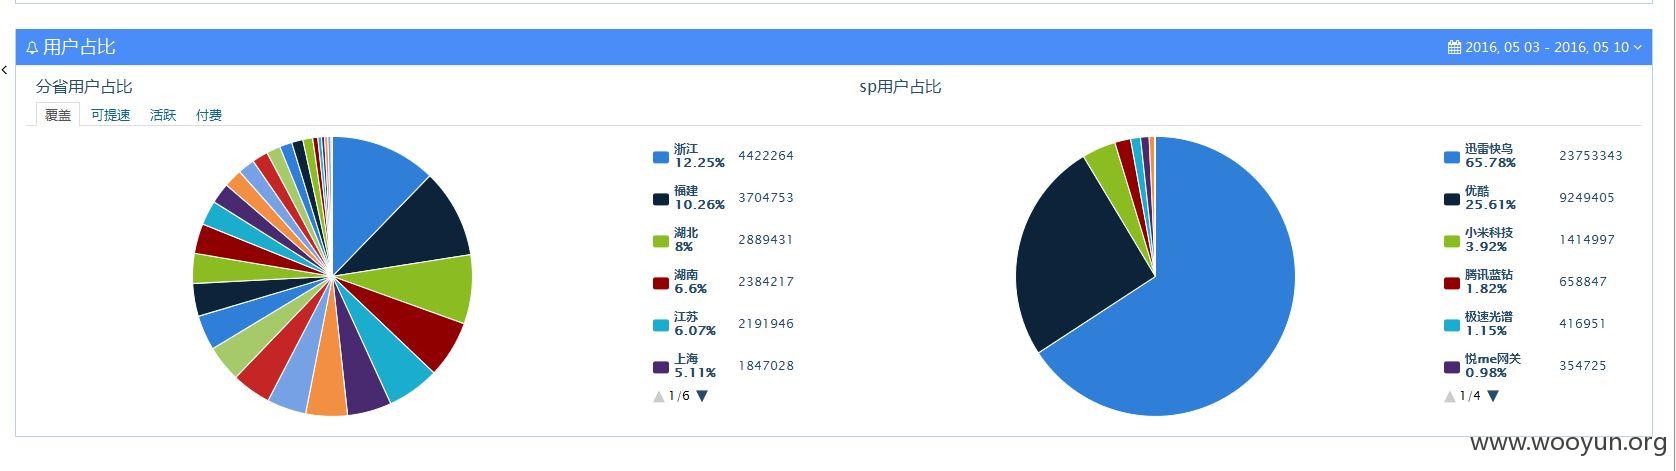 用户占比
2016, 05 03 - 2016, 05 10
分省用户占比
覆盖 可提速 活跃 付费
浙江
12.25% 4422264
福建
10.26% 3704753
湖北
8% 2889431
湖南
6.6% 2384217
江苏
6.07% 2191946
上海
5.11% 1847028
1/6
sp用户占比
迅雷快鸟
65.78% 23753343
优酷
25.61% 9249405
小米科技
3.92% 1414997
腾讯蓝钻
1.82% 658847
极速光谱
1.15% 416951
悦me网关
0.98% 354725
1/4
www.wooyun.org